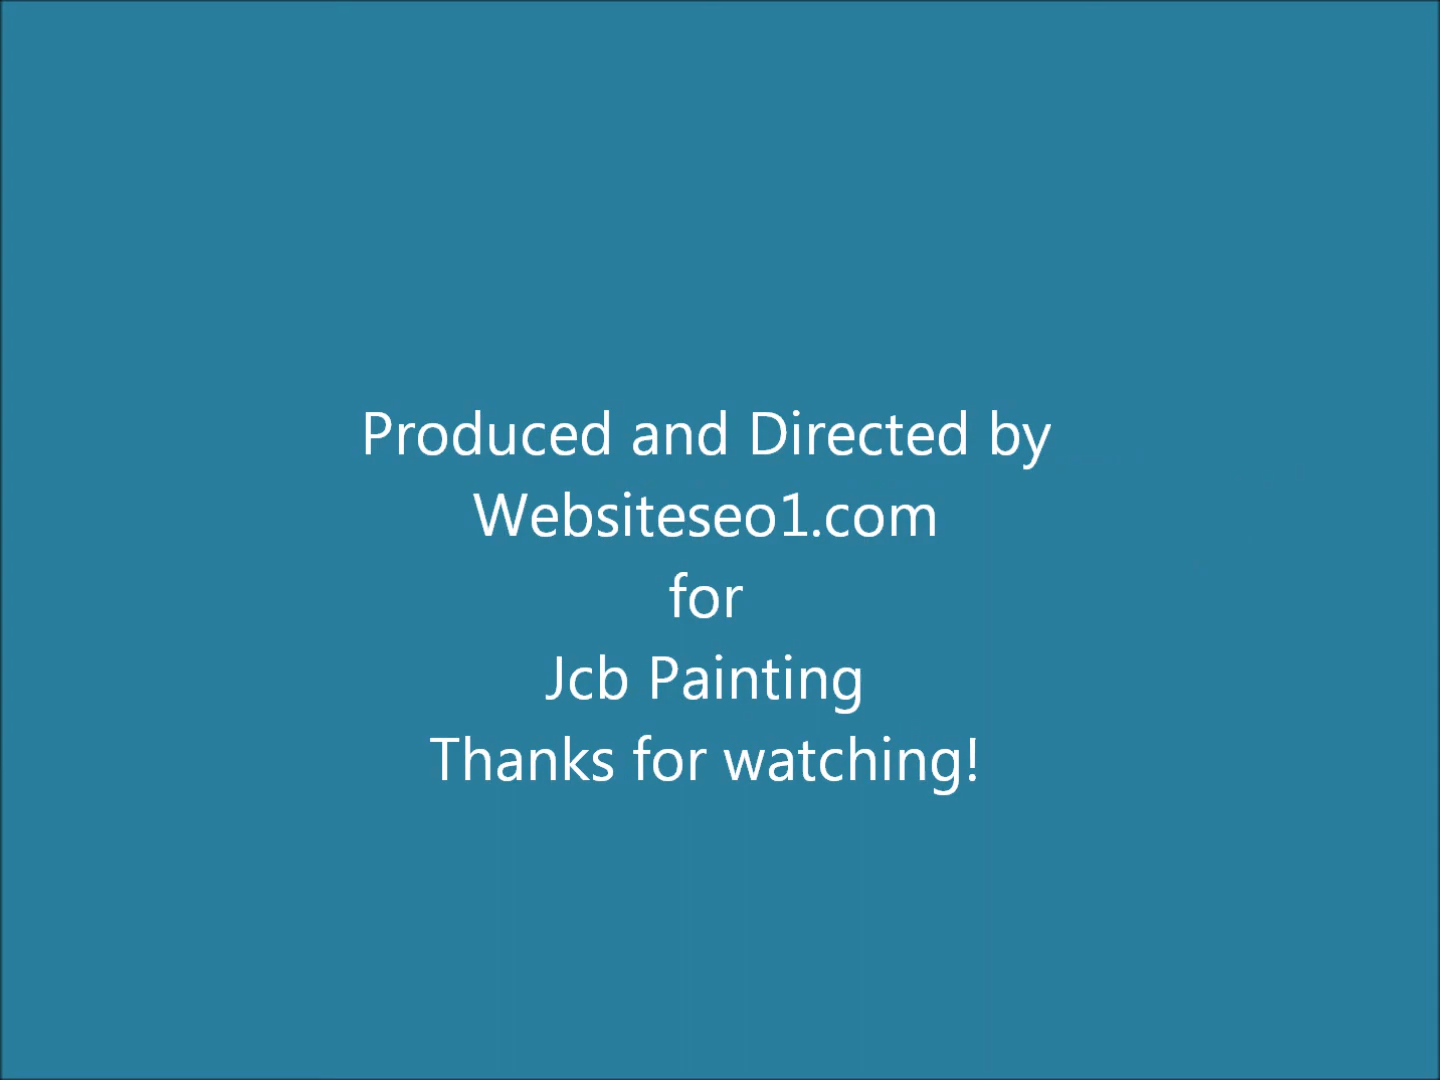 Produced and Directed by
Websiteseo1.com
for
Jcb Painting
Thanks for watching!